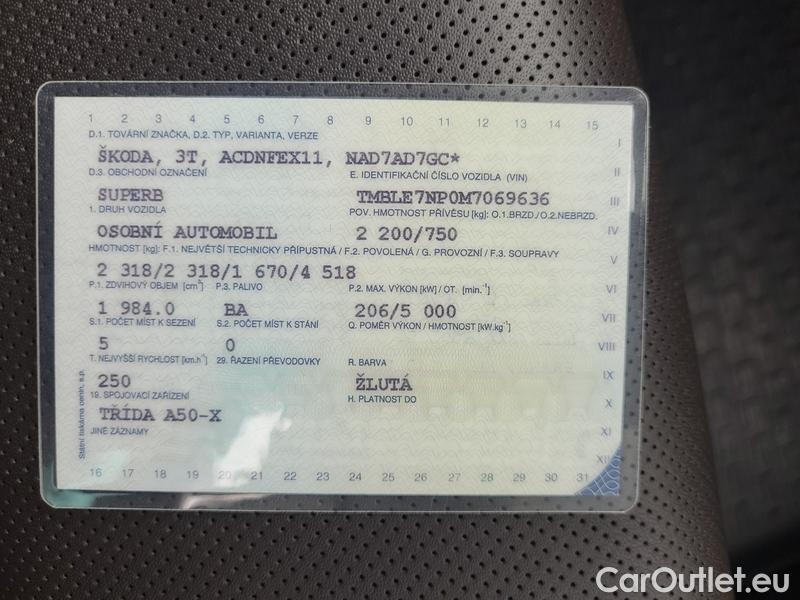 1 2 3 4 5 6 7 8 9 10 11 12 13 14 15
D.1. TOVÁRNÍ ZNAČKA, D.2. TYP, VARIANTA, VERZE
I
ŠKODA, 3T, ACDNFEX11, NAD7AD7GC*
D.3. OBCHODNÍ OZNAČENÍ E. IDENTIFIKAČNÍ ČÍSLO VOZIDLA (VIN)
II
SUPERB TMBLE7NP0M7069636
III
1. DRUH VOZIDLA POV. HMOTNOST PŘÍVĚSU [kg]: O.1.BRZD./O.2.NEBRZD.
OSOBNÍ AUTOMOBIL 2 200/750
IV
HMOTNOST [kg]: F.1. NEJVĚTŠÍ TECHNICKY PŘÍPUSTNÁ / F.2. POVOLENÁ / G. PROVOZNÍ / F.3. SOUPRAVY
V
2 318/2 318/1 670/4 518
P.1. ZDVIHOVÝ OBJEM [cm³] P.3. PALIVO P.2. MAX. VÝKON [kW] / OT. [min.⁻¹]
VI
1 984.0 BA 206/5 000
VII
S.1. POČET MÍST K SEZENÍ S.2. POČET MÍST K STÁNÍ Q. POMĚR VÝKON / HMOTNOST [kW.kg⁻¹]
5 0
VIII
T. NEJVYŠŠÍ RYCHLOST [km.h⁻¹] 29. ŘAZENÍ PŘEVODOVKY R. BARVA
250 ŽLUTÁ
IX
19. SPOJOVACÍ ZAŘÍZENÍ H. PLATNOST DO
TŘÍDA A50-X
X
JINÉ ZÁZNAMY
XI
XII
16 17 18 19 20 21 22 23 24 25 26 27 28 29 30 31
Státní tiskárna cenin, s.p.
CarOutlet.eu